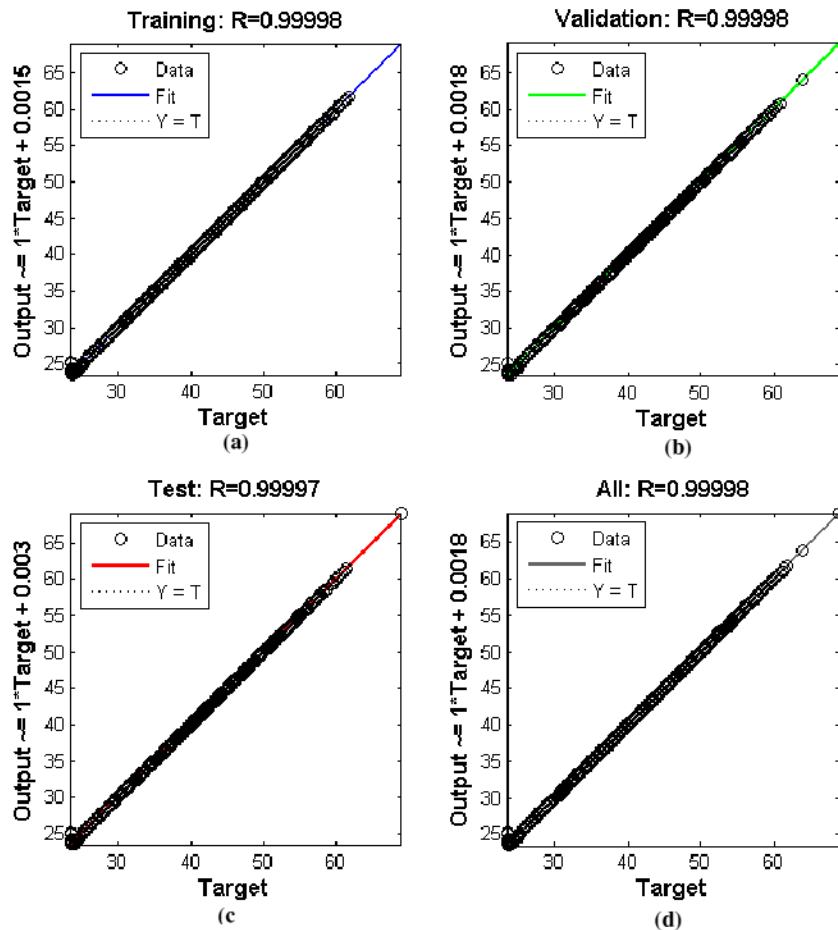 Training: R=0.99998
Output ~= 1*Target + 0.0015
Data
Fit
Y = T
65
60
55
50
45
40
35
30
25
30
40
50
60
Target
(a)
Validation: R=0.99998
Output ~= 1*Target + 0.0018
Data
Fit
Y = T
65
60
55
50
45
40
35
30
25
30
40
50
60
Target
(b)
Test: R=0.99997
Output ~= 1*Target + 0.003
Data
Fit
Y = T
65
60
55
50
45
40
35
30
25
30
40
50
60
Target
(c
All: R=0.99998
Output ~= 1*Target + 0.0018
Data
Fit
Y = T
65
60
55
50
45
40
35
30
25
30
40
50
60
Target
(d)